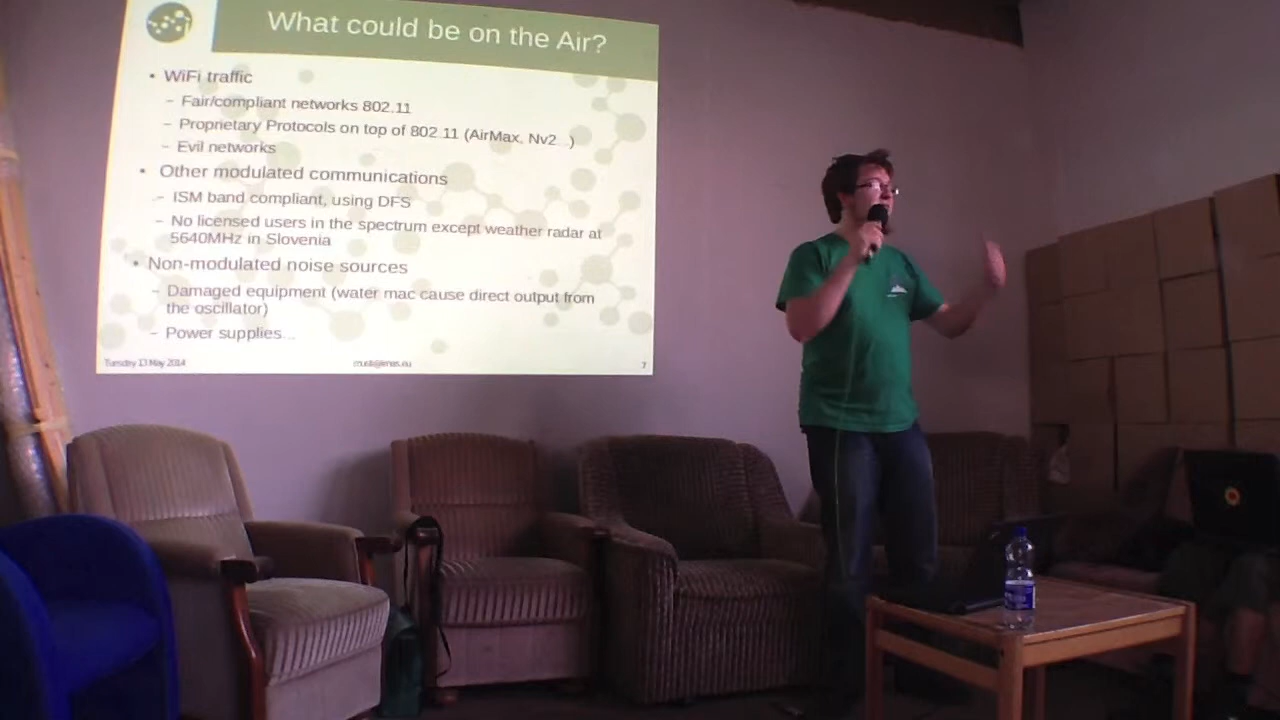 What could be on the Air?
• WiFi traffic
– Fair/compliant networks 802.11
– Proprietary Protocols on top of 802.11 (AirMax, Nv2...)
– Evil networks
• Other modulated communications
– ISM band compliant, using DFS
– No licensed users in the spectrum except weather radar at
5640MHz in Slovenia
• Non-modulated noise sources
– Damaged equipment (water mac cause direct output from
the oscillator)
– Power supplies...
Tuesday 13 May 2014
7